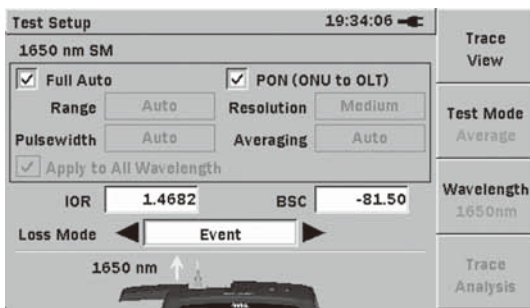 Test Setup 19:34:06
1650 nm SM
Full Auto PON (ONU to OLT)
Range Auto Resolution Medium
Pulsewidth Auto Averaging Auto
Apply to All Wavelength
IOR 1.4682 BSC -81.50
Loss Mode Event
1650 nm
Trace
View
Test Mode
Average
Wavelength
1650nm
Trace
Analysis